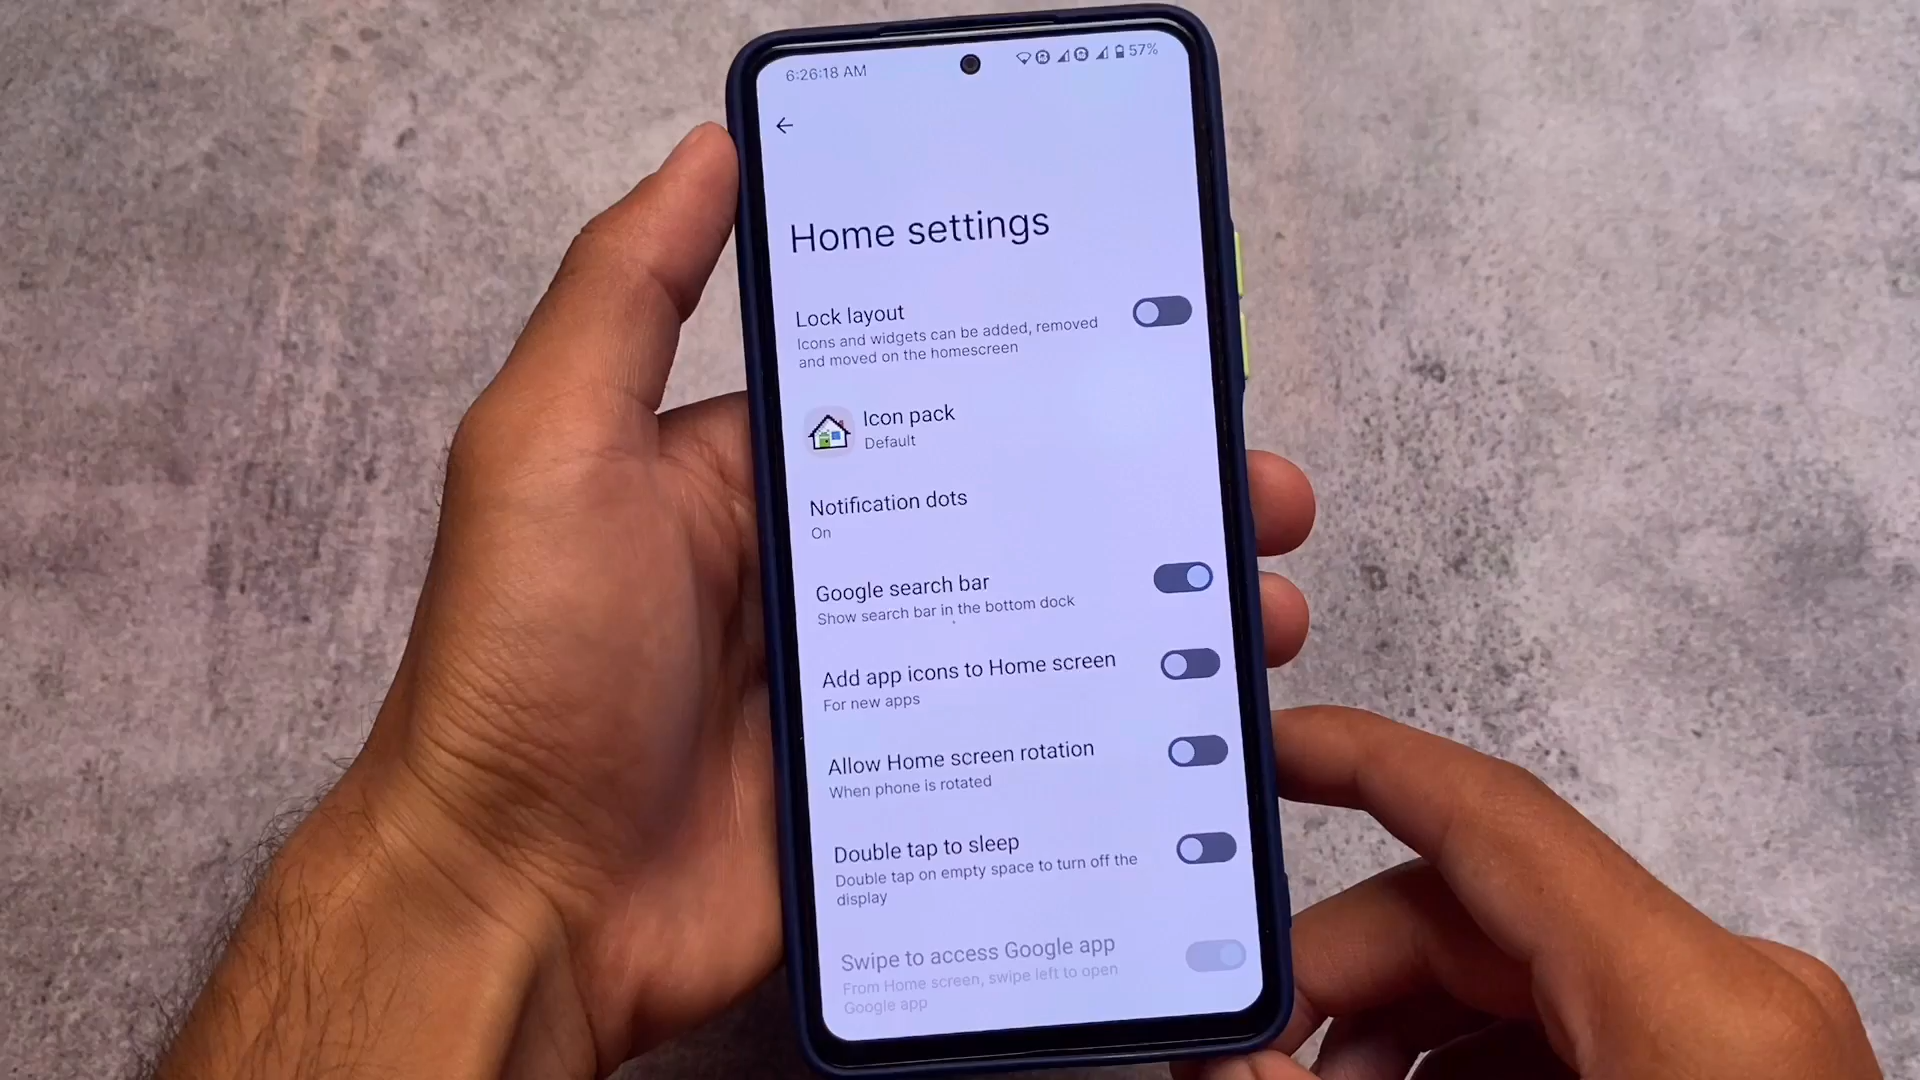 6:26:18 AM
57%
Home settings
Lock layout
Icons and widgets can be added, removed
and moved on the homescreen
Icon pack
Default
Notification dots
On
Google search bar
Show search bar in the bottom dock
Add app icons to Home screen
For new apps
Allow Home screen rotation
When phone is rotated
Double tap to sleep
Double tap on empty space to turn off the
display
Swipe to access Google app
From Home screen, swipe left to open
Google app